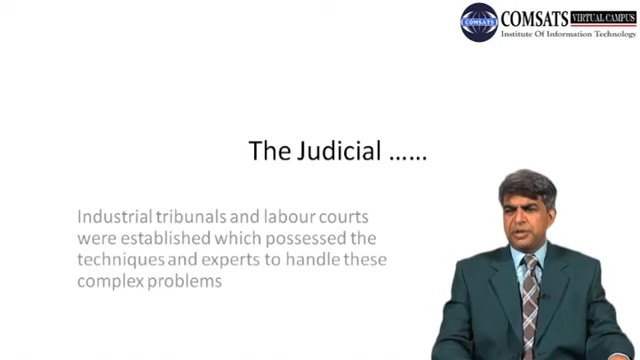 COMSATS VIRTUAL CAMPUS
Institute Of Information Technology
The Judicial ......
Industrial tribunals and labour courts
were established which possessed the
techniques and experts to handle these
complex problems